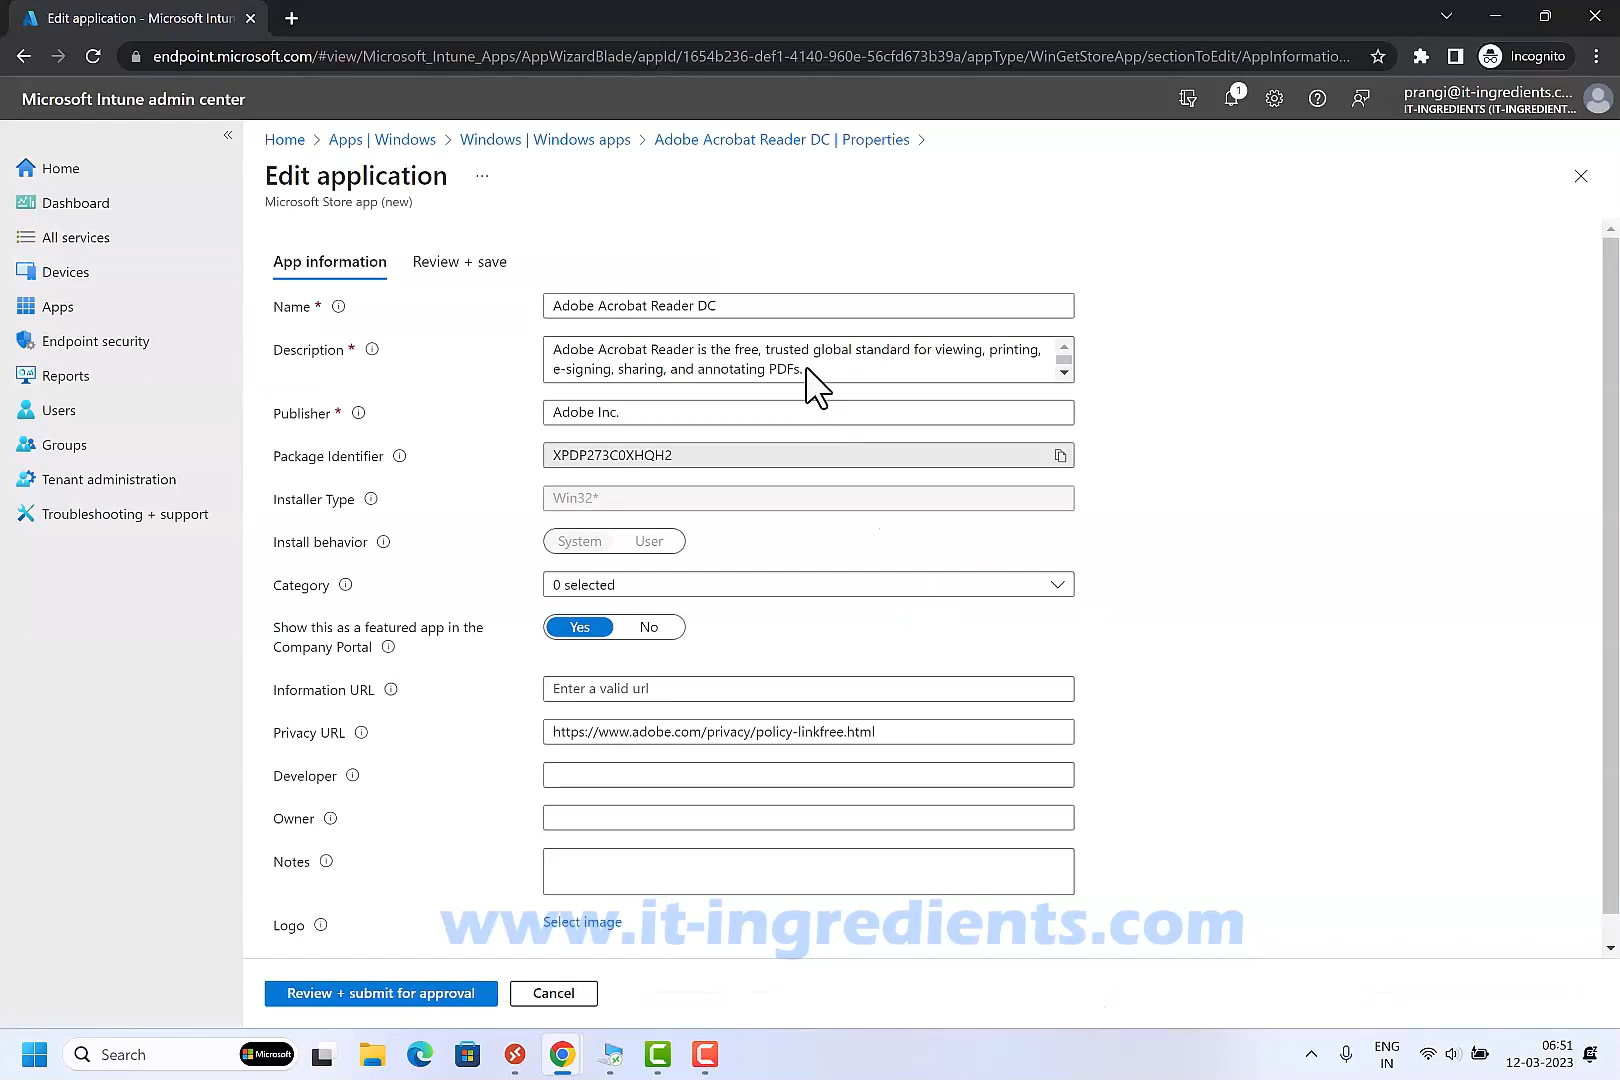 Edit application - Microsoft Intun
endpoint.microsoft.com/#view/Microsoft_Intune_Apps/AppWizardBlade/appId/1654b236-def1-4140-960e-56cfd673b39a/appType/WinGetStoreApp/sectionToEdit/AppInformatio...
Incognito
Microsoft Intune admin center
1
prangi@it-ingredients.c...
IT-INGREDIENTS (IT-INGREDIENT...
Home > Apps | Windows > Windows | Windows apps > Adobe Acrobat Reader DC | Properties >
Edit application
...
Microsoft Store app (new)
Home
Dashboard
All services
Devices
Apps
Endpoint security
Reports
Users
Groups
Tenant administration
Troubleshooting + support
App information
Review + save
Name *
Adobe Acrobat Reader DC
Description *
Adobe Acrobat Reader is the free, trusted global standard for viewing, printing,
e-signing, sharing, and annotating PDFs.
Publisher *
Adobe Inc.
Package Identifier
XPDP273C0XHQH2
Installer Type
Win32*
Install behavior
System User
Category
0 selected
Show this as a featured app in the
Company Portal
Yes No
Information URL
Enter a valid url
Privacy URL
https://www.adobe.com/privacy/policy-linkfree.html
Developer
Owner
Notes
Logo
Select image
www.it-ingredients.com
Review + submit for approval
Cancel
Search
Microsoft
ENG
IN
06:51
12-03-2023